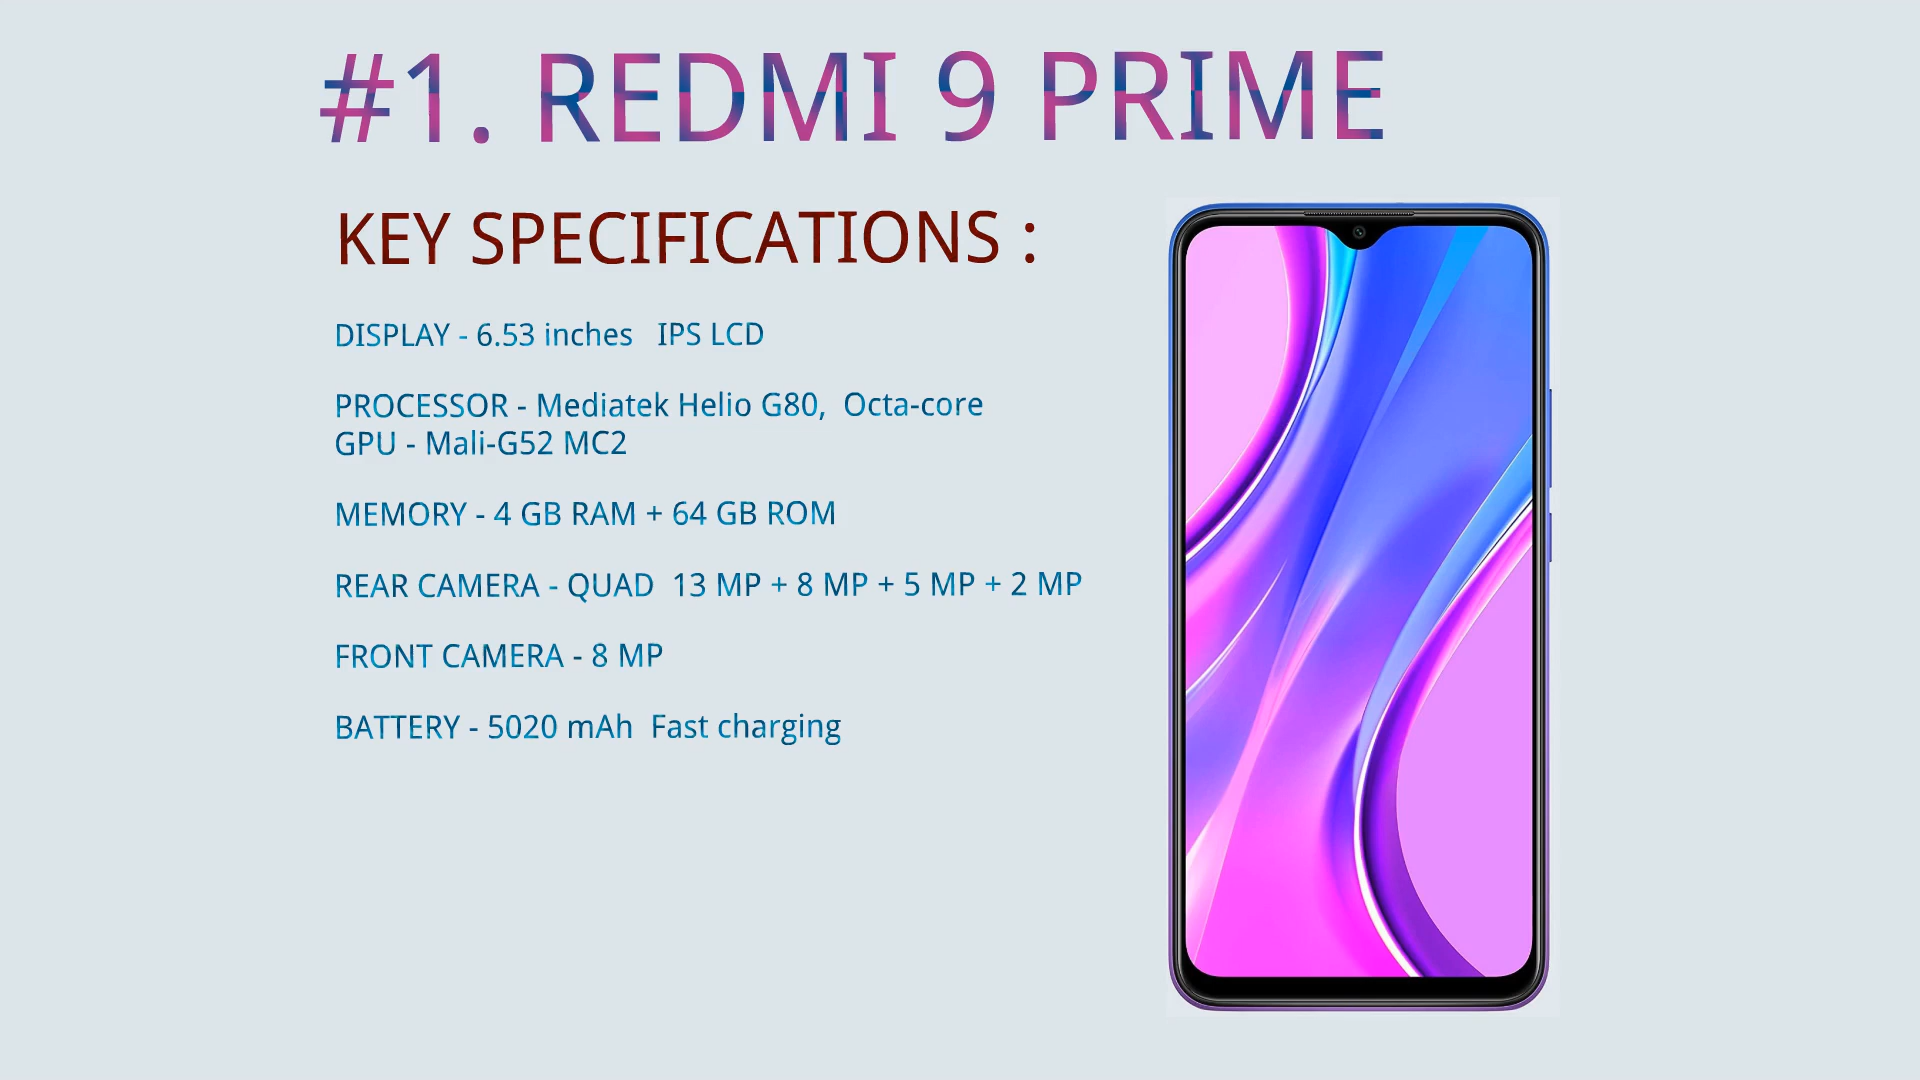 #1. REDMI 9 PRIME
KEY SPECIFICATIONS :
DISPLAY - 6.53 inches IPS LCD
PROCESSOR - Mediatek Helio G80, Octa-core
GPU - Mali-G52 MC2
MEMORY - 4 GB RAM + 64 GB ROM
REAR CAMERA - QUAD 13 MP + 8 MP + 5 MP + 2 MP
FRONT CAMERA - 8 MP
BATTERY - 5020 mAh Fast charging